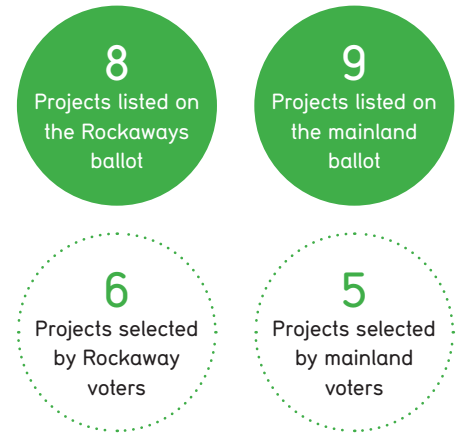 8
Projects listed on
the Rockaways
ballot
9
Projects listed on
the mainland
ballot
6
Projects selected
by Rockaway
voters
5
Projects selected
by mainland
voters